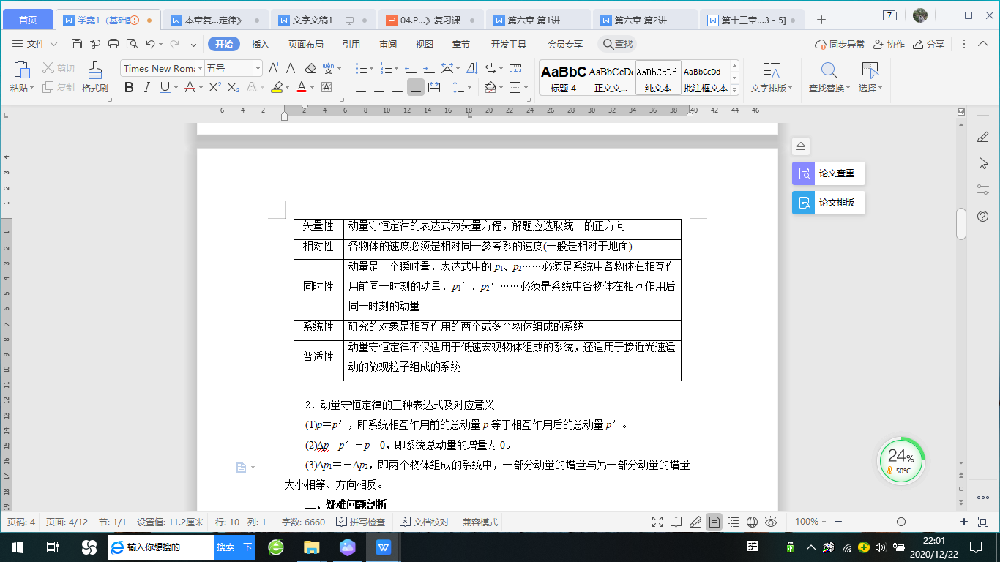 首页
学案1（基础
本章复...定律》
文字文稿1
04.P...》复习课
第六章 第1讲
第六章 第2讲
第十三章...3－5]
7
文件
开始
插入
页面布局
引用
审阅
视图
章节
开发工具
会员专享
查找
同步异常
协作
分享
粘贴
剪切
复制
格式刷
Times New Roma
五号
AaBbC
标题 4
AaBbCcDc
正文文...
AaBbCcDd
纯文本
AaBbCcDd
批注框文本
文字排版
查找替换
选择
6 4 2 2 4 6 8 10 12 14 16 18 20 22 24 26 28 30 32 34 36 38 40 42 44 46
论文查重
论文排版
矢量性 动量守恒定律的表达式为矢量方程，解题应选取统一的正方向
相对性 各物体的速度必须是相对同一参考系的速度(一般是相对于地面)
同时性 动量是一个瞬时量，表达式中的p1、p2……必须是系统中各物体在相互作
用前同一时刻的动量，p1′、p2′……必须是系统中各物体在相互作用后
同一时刻的动量
系统性 研究的对象是相互作用的两个或多个物体组成的系统
普适性 动量守恒定律不仅适用于低速宏观物体组成的系统，还适用于接近光速运
动的微观粒子组成的系统
2．动量守恒定律的三种表达式及对应意义
(1)p＝p′，即系统相互作用前的总动量p等于相互作用后的总动量p′。
(2)Δp＝p′－p＝0，即系统总动量的增量为0。
(3)Δp1＝－Δp2，即两个物体组成的系统中，一部分动量的增量与另一部分动量的增量
大小相等、方向相反。
二、疑难问题剖析
24%
50°C
页码: 4 页面: 4/12 节: 1/1 设置值: 11.2厘米 行: 10 列: 1 字数: 6660 拼写检查 文档校对 兼容模式
100%
输入你想搜的
搜索一下
拼
22:01
2020/12/22